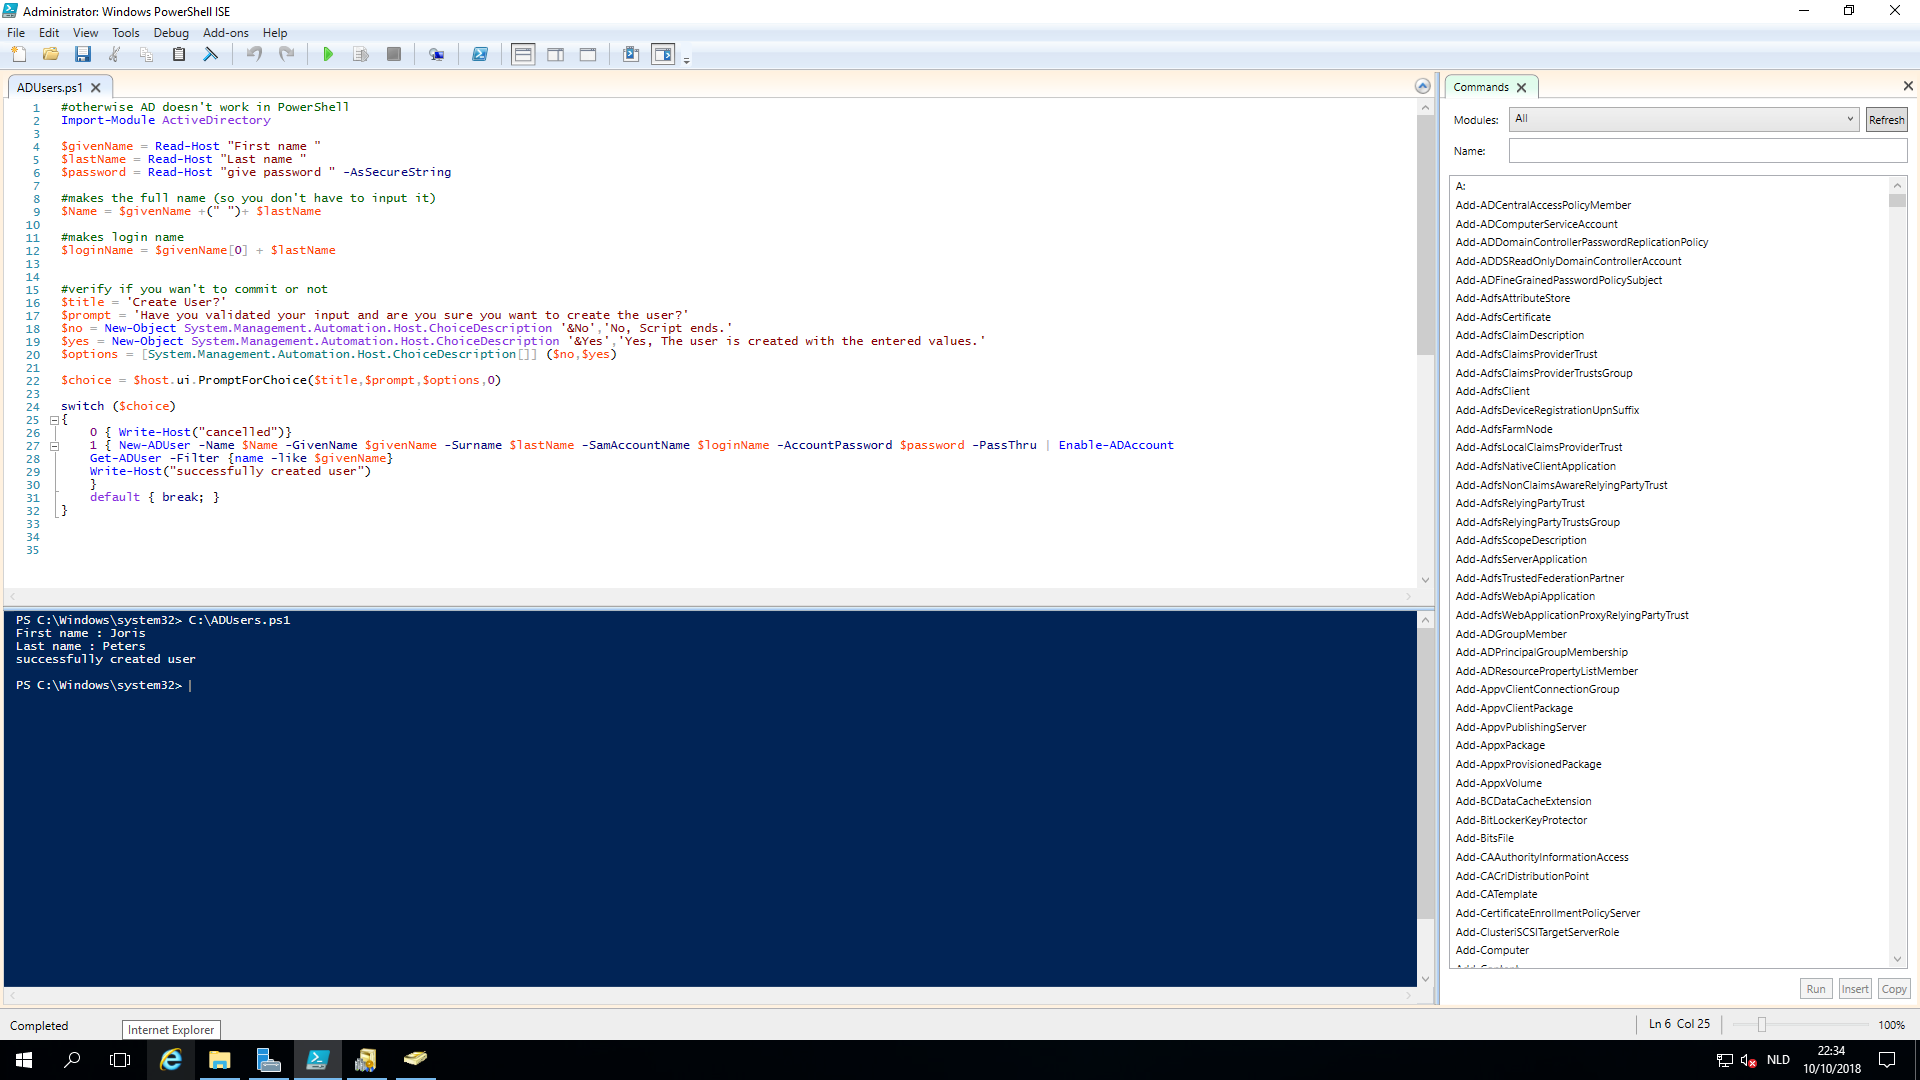 Administrator: Windows PowerShell ISE
File Edit View Tools Debug Add-ons Help
ADUsers.ps1
1 #otherwise AD doesn't work in PowerShell
2 Import-Module ActiveDirectory
3
4 $givenName = Read-Host "First name "
5 $lastName = Read-Host "Last name "
6 $password = Read-Host "give password " -AsSecureString
7
8 #makes the full name (so you don't have to input it)
9 $Name = $givenName +(" ")+ $lastName
10
11 #makes login name
12 $loginName = $givenName[0] + $lastName
13
14
15 #verify if you wan't to commit or not
16 $title = 'Create User?'
17 $prompt = 'Have you validated your input and are you sure you want to create the user?'
18 $no = New-Object System.Management.Automation.Host.ChoiceDescription '&No','No, Script ends.'
19 $yes = New-Object System.Management.Automation.Host.ChoiceDescription '&Yes','Yes, The user is created with the entered values.'
20 $options = [System.Management.Automation.Host.ChoiceDescription[]] ($no,$yes)
21
22 $choice = $host.ui.PromptForChoice($title,$prompt,$options,0)
23
24 switch ($choice)
25 {
26 0 { Write-Host("cancelled")}
27 1 { New-ADUser -Name $Name -GivenName $givenName -Surname $lastName -SamAccountName $loginName -AccountPassword $password -PassThru | Enable-ADAccount
28 Get-ADUser -Filter {name -like $givenName}
29 Write-Host("successfully created user")
30 }
31 default { break; }
32 }
33
34
35
PS C:\Windows\system32> C:\ADUsers.ps1
First name : Joris
Last name : Peters
successfully created user
PS C:\Windows\system32>
Commands
Modules: All Refresh
Name:
A:
Add-ADCentralAccessPolicyMember
Add-ADComputerServiceAccount
Add-ADDomainControllerPasswordReplicationPolicy
Add-ADDSReadOnlyDomainControllerAccount
Add-ADFineGrainedPasswordPolicySubject
Add-AdfsAttributeStore
Add-AdfsCertificate
Add-AdfsClaimDescription
Add-AdfsClaimsProviderTrust
Add-AdfsClaimsProviderTrustsGroup
Add-AdfsClient
Add-AdfsDeviceRegistrationUpnSuffix
Add-AdfsFarmNode
Add-AdfsLocalClaimsProviderTrust
Add-AdfsNativeClientApplication
Add-AdfsNonClaimsAwareRelyingPartyTrust
Add-AdfsRelyingPartyTrust
Add-AdfsRelyingPartyTrustsGroup
Add-AdfsScopeDescription
Add-AdfsServerApplication
Add-AdfsTrustedFederationPartner
Add-AdfsWebApiApplication
Add-AdfsWebApplicationProxyRelyingPartyTrust
Add-ADGroupMember
Add-ADPrincipalGroupMembership
Add-ADResourcePropertyListMember
Add-AppvClientConnectionGroup
Add-AppvClientPackage
Add-AppvPublishingServer
Add-AppxPackage
Add-AppxProvisionedPackage
Add-AppxVolume
Add-BCDataCacheExtension
Add-BitLockerKeyProtector
Add-BitsFile
Add-CAAuthorityInformationAccess
Add-CACrlDistributionPoint
Add-CATemplate
Add-CertificateEnrollmentPolicyServer
Add-ClusteriSCSITargetServerRole
Add-Computer
Run Insert Copy
Completed
Internet Explorer
Ln 6 Col 25
100%
NLD
22:34
10/10/2018